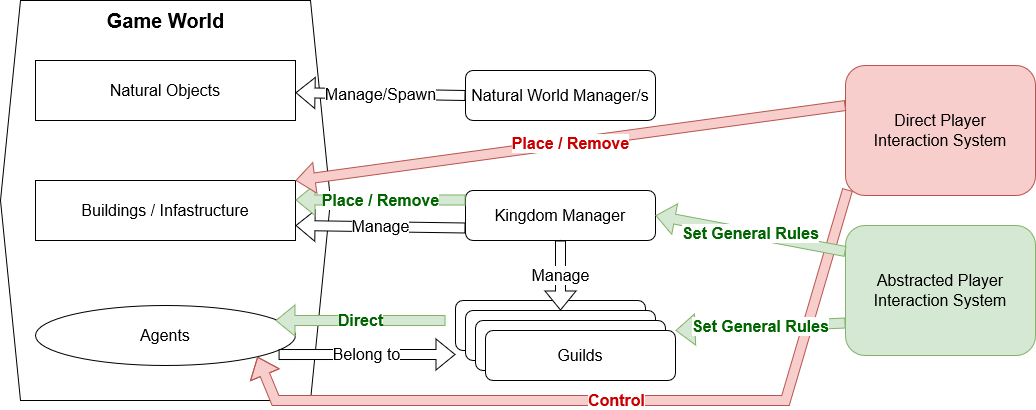 Game World
Natural Objects
Manage/Spawn
Natural World Manager/s
Direct Player
Interaction System
Place / Remove
Buildings / Infastructure
Place / Remove
Manage
Kingdom Manager
Set General Rules
Manage
Abstracted Player
Interaction System
Agents
Direct
Belong to
Guilds
Set General Rules
Control